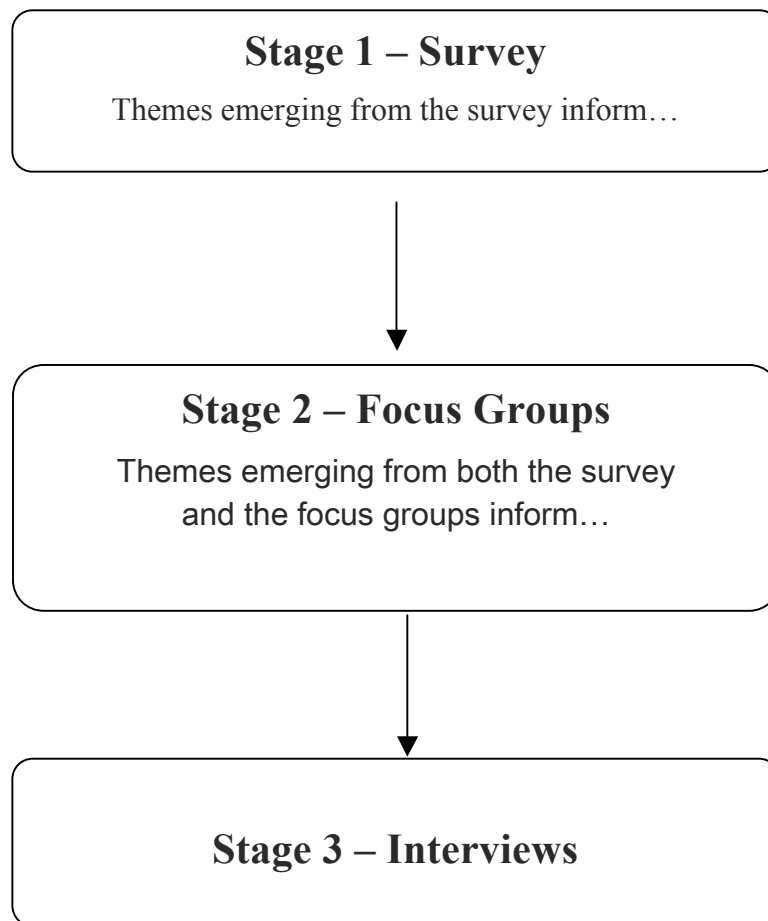 Stage 1 – Survey
Themes emerging from the survey inform…
Stage 2 – Focus Groups
Themes emerging from both the survey
and the focus groups inform…
Stage 3 – Interviews